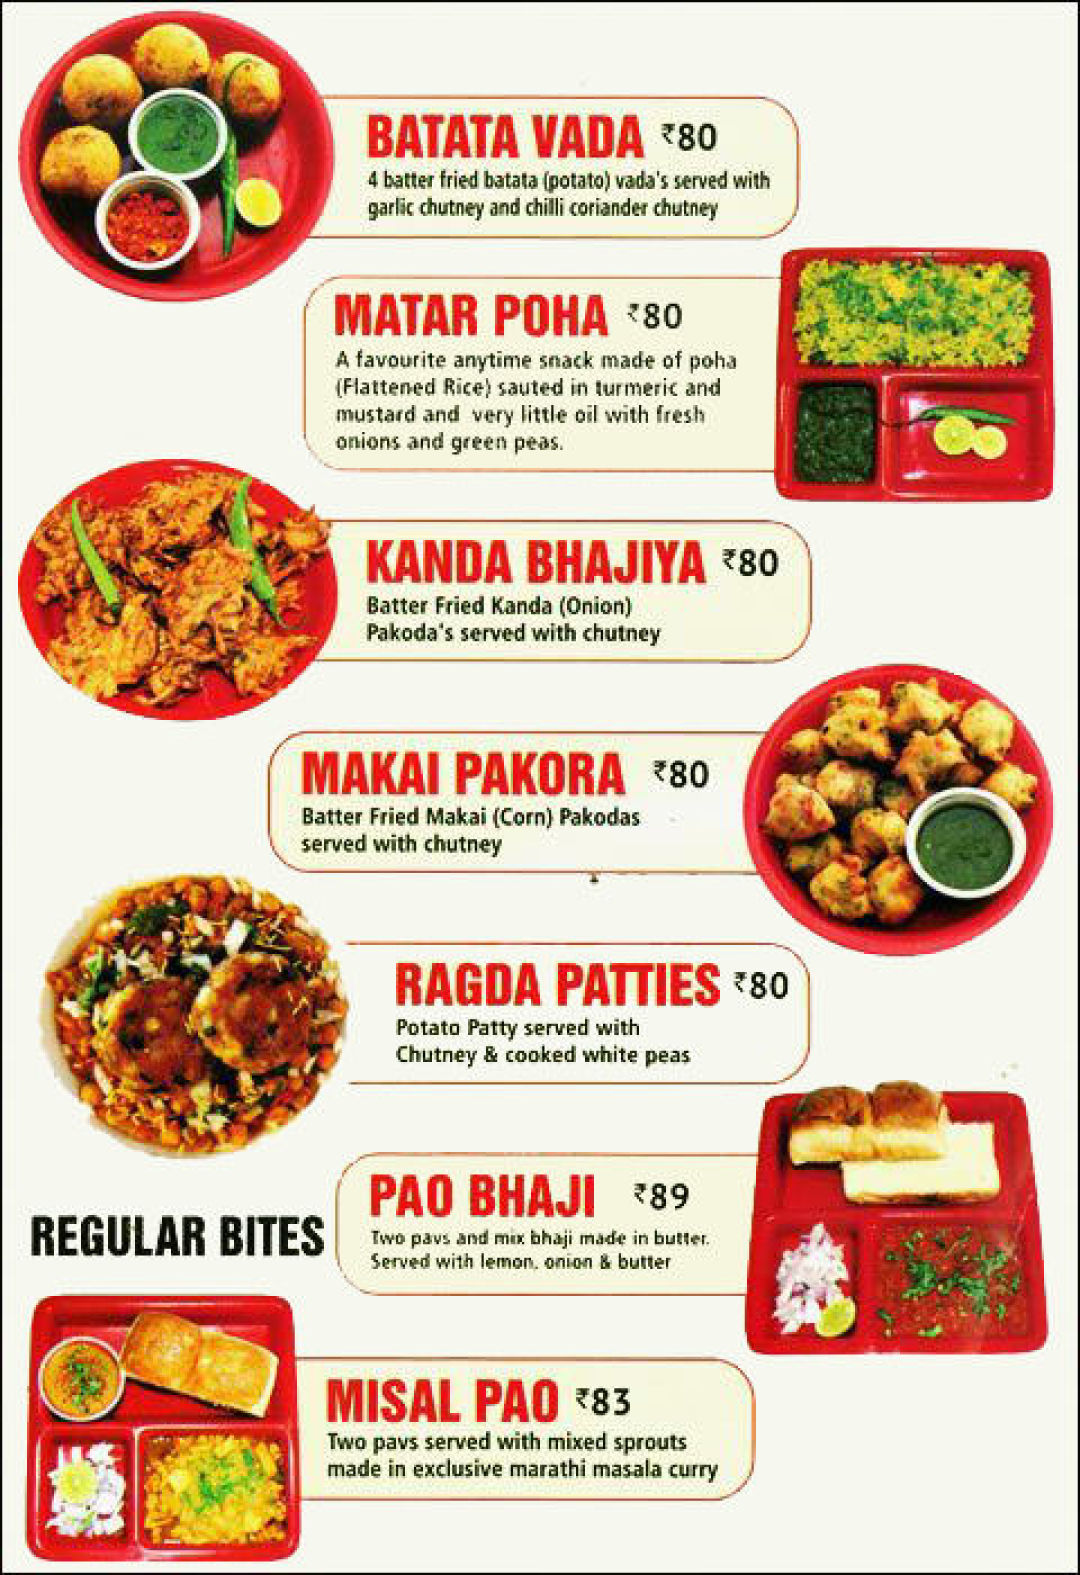 BATATA VADA ₹80
4 batter fried batata (potato) vada's served with
garlic chutney and chilli coriander chutney
MATAR POHA ₹80
A favourite anytime snack made of poha
(Flattened Rice) sauted in turmeric and
mustard and very little oil with fresh
onions and green peas.
KANDA BHAJIYA ₹80
Batter Fried Kanda (Onion)
Pakoda's served with chutney
MAKAI PAKORA ₹80
Batter Fried Makai (Corn) Pakodas
served with chutney
RAGDA PATTIES ₹80
Potato Patty served with
Chutney & cooked white peas
REGULAR BITES
PAO BHAJI ₹89
Two pavs and mix bhaji made in butter.
Served with lemon, onion & butter
MISAL PAO ₹83
Two pavs served with mixed sprouts
made in exclusive marathi masala curry